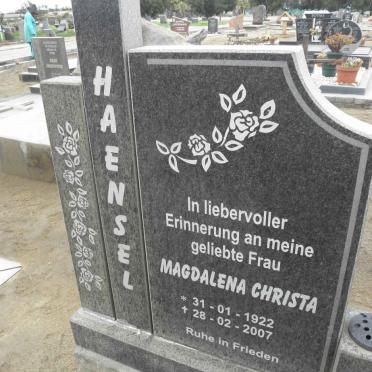 HAENSEL
In liebervoller
Erinnerung an meine
geliebte Frau
MAGDALENA CHRISTA
* 31 - 01 - 1922
✝ 28 - 02 - 2007
Ruhe in Frieden